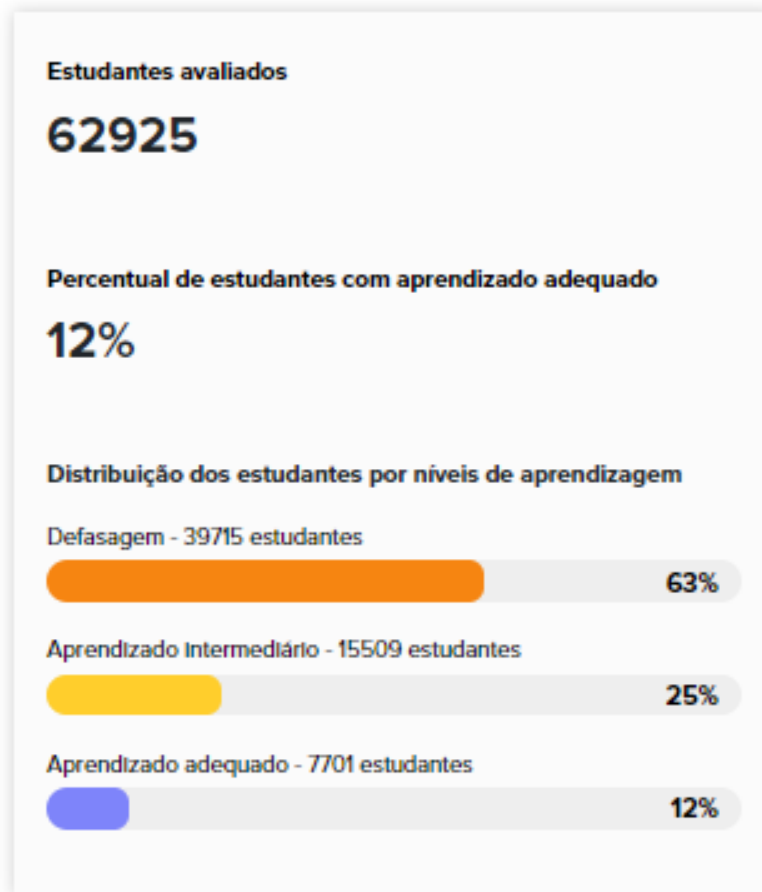 Estudantes avaliados
62925
Percentual de estudantes com aprendizado adequado
12%
Distribuição dos estudantes por níveis de aprendizagem
Defasagem - 39715 estudantes
63%
Aprendizado intermediário - 15509 estudantes
25%
Aprendizado adequado - 7701 estudantes
12%